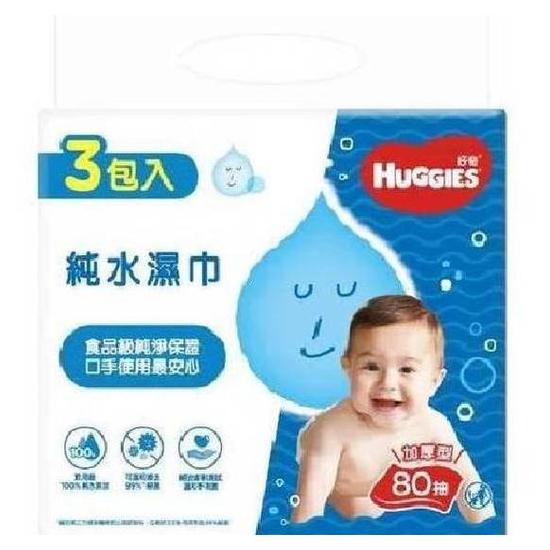 3包入
好奇
HUGGIES
純水濕巾
食品級純淨保證
口手使用最安心
100%
99%
加厚型
80抽